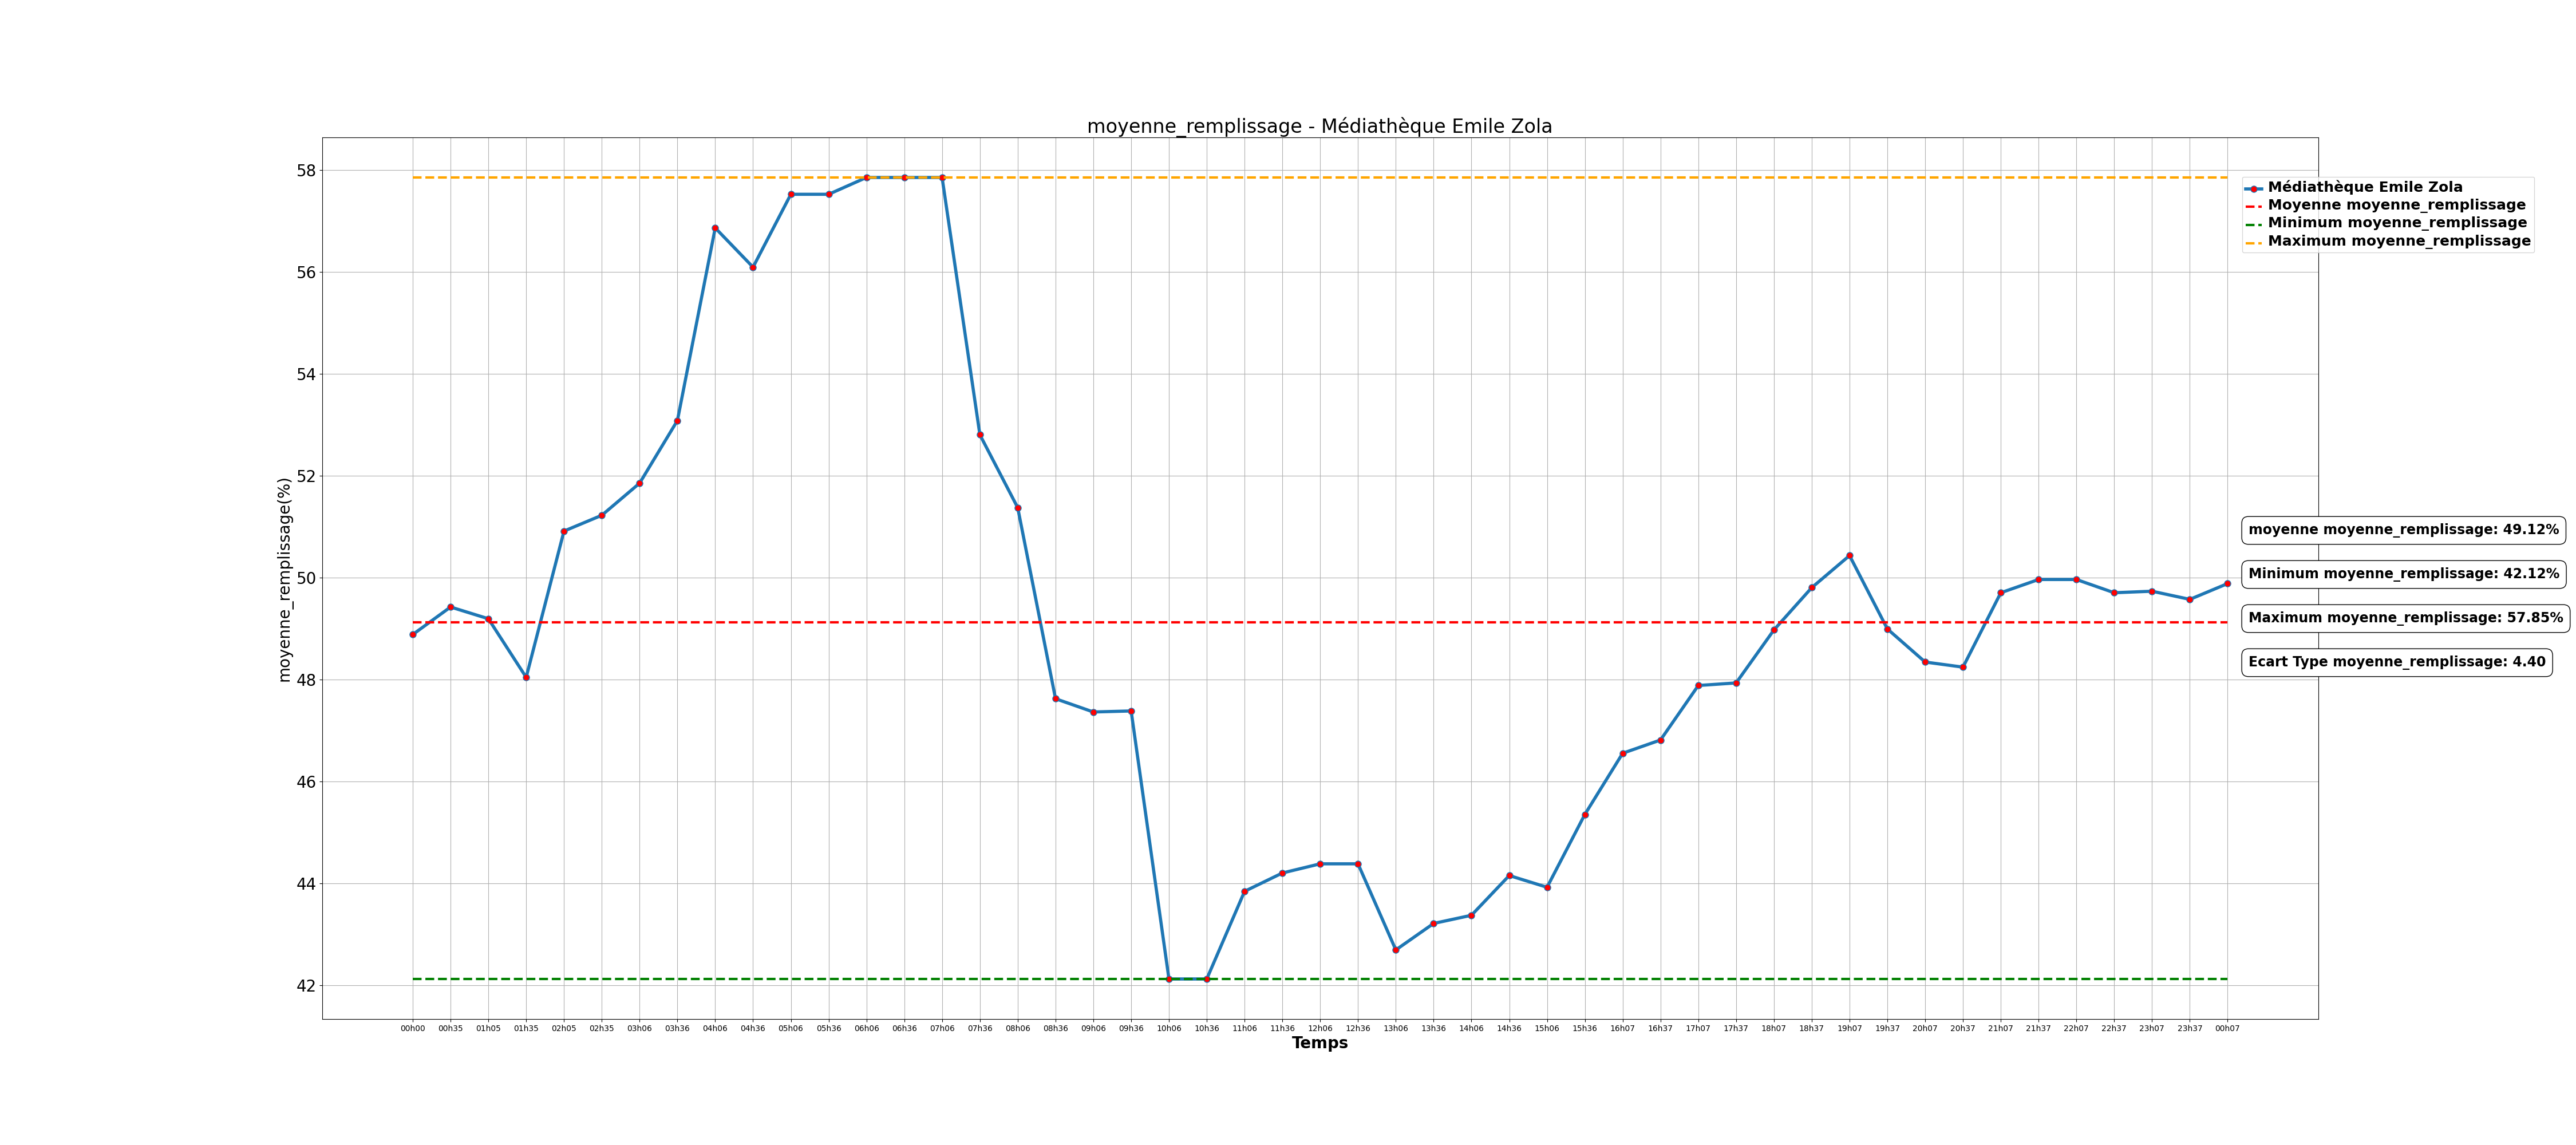 moyenne_remplissage - Médiathèque Emile Zola
58
56
54
52
50
48
46
44
42
moyenne_remplissage(%)
Médiathèque Emile Zola
Moyenne moyenne_remplissage
Minimum moyenne_remplissage
Maximum moyenne_remplissage
moyenne moyenne_remplissage: 49.12%
Minimum moyenne_remplissage: 42.12%
Maximum moyenne_remplissage: 57.85%
Ecart Type moyenne_remplissage: 4.40
00h00 00h35 01h05 01h35 02h05 02h35 03h06 03h36 04h06 04h36 05h06 05h36 06h06 06h36 07h06 07h36 08h06 08h36 09h06 09h36 10h06 10h36 11h06 11h36 12h06 12h36 13h06 13h36 14h06 14h36 15h06 15h36 16h07 16h37 17h07 17h37 18h07 18h37 19h07 19h37 20h07 20h37 21h07 21h37 22h07 22h37 23h07 23h37 00h07
Temps